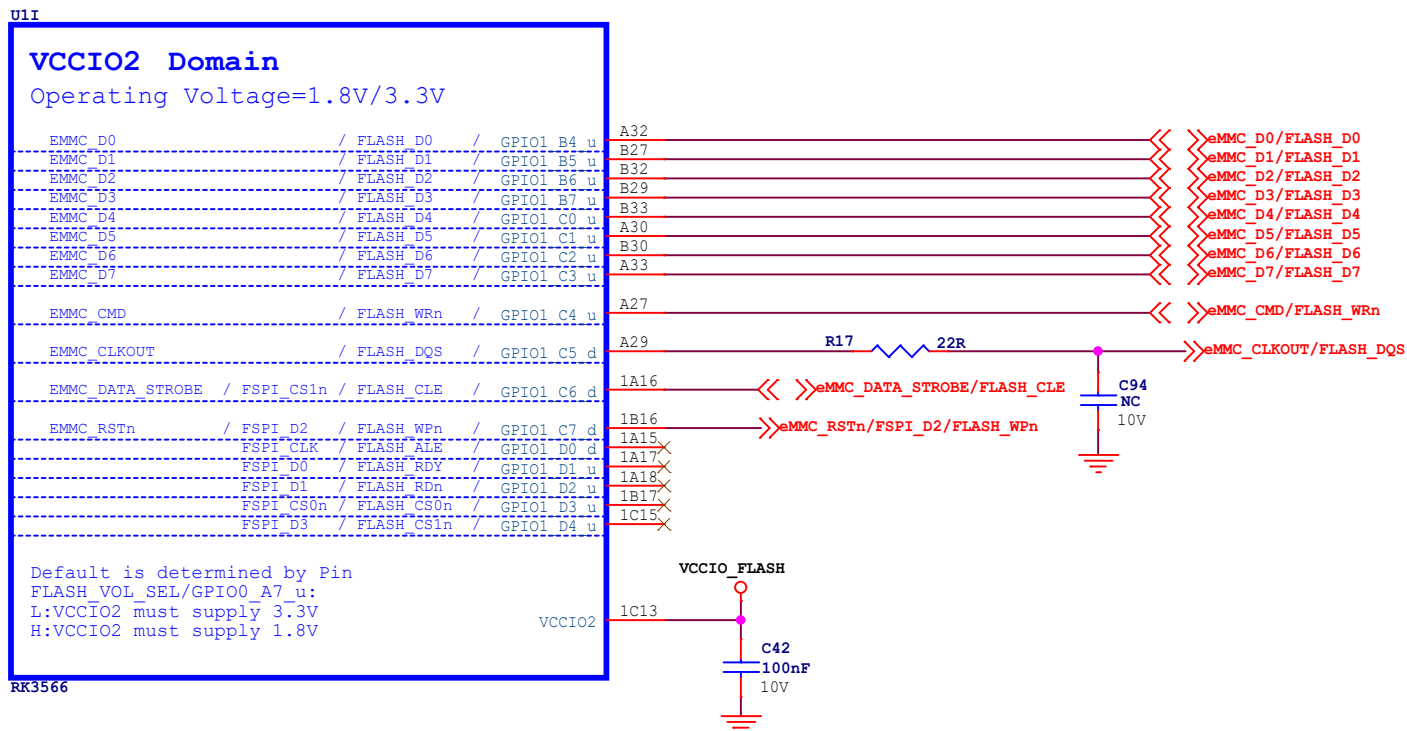 U1I
VCCIO2 Domain
Operating Voltage=1.8V/3.3V
EMMC_D0 / FLASH_D0 / GPIO1_B4_u A32 eMMC_D0/FLASH_D0
EMMC_D1 / FLASH_D1 / GPIO1_B5_u B27 eMMC_D1/FLASH_D1
EMMC_D2 / FLASH_D2 / GPIO1_B6_u B32 eMMC_D2/FLASH_D2
EMMC_D3 / FLASH_D3 / GPIO1_B7_u B29 eMMC_D3/FLASH_D3
EMMC_D4 / FLASH_D4 / GPIO1_C0_u B33 eMMC_D4/FLASH_D4
EMMC_D5 / FLASH_D5 / GPIO1_C1_u A30 eMMC_D5/FLASH_D5
EMMC_D6 / FLASH_D6 / GPIO1_C2_u B30 eMMC_D6/FLASH_D6
EMMC_D7 / FLASH_D7 / GPIO1_C3_u A33 eMMC_D7/FLASH_D7
EMMC_CMD / FLASH_WRn / GPIO1_C4_u A27 eMMC_CMD/FLASH_WRn
EMMC_CLKOUT / FLASH_DQS / GPIO1_C5_d A29 R17 22R eMMC_CLKOUT/FLASH_DQS
EMMC_DATA_STROBE / FSPI_CS1n / FLASH_CLE / GPIO1_C6_d 1A16 eMMC_DATA_STROBE/FLASH_CLE
C94
NC
10V
EMMC_RSTn / FSPI_D2 / FLASH_WPn / GPIO1_C7_d 1B16 eMMC_RSTn/FSPI_D2/FLASH_WPn
FSPI_CLK / FLASH_ALE / GPIO1_D0_d 1A15
FSPI_D0 / FLASH_RDY / GPIO1_D1_u 1A17
FSPI_D1 / FLASH_RDn / GPIO1_D2_u 1A18
FSPI_CS0n / FLASH_CS0n / GPIO1_D3_u 1B17
FSPI_D3 / FLASH_CS1n / GPIO1_D4_u 1C15
Default is determined by Pin
FLASH_VOL_SEL/GPIO0_A7_u:
L:VCCIO2 must supply 3.3V
H:VCCIO2 must supply 1.8V
VCCIO2 1C13
VCCIO_FLASH
C42
100nF
10V
RK3566